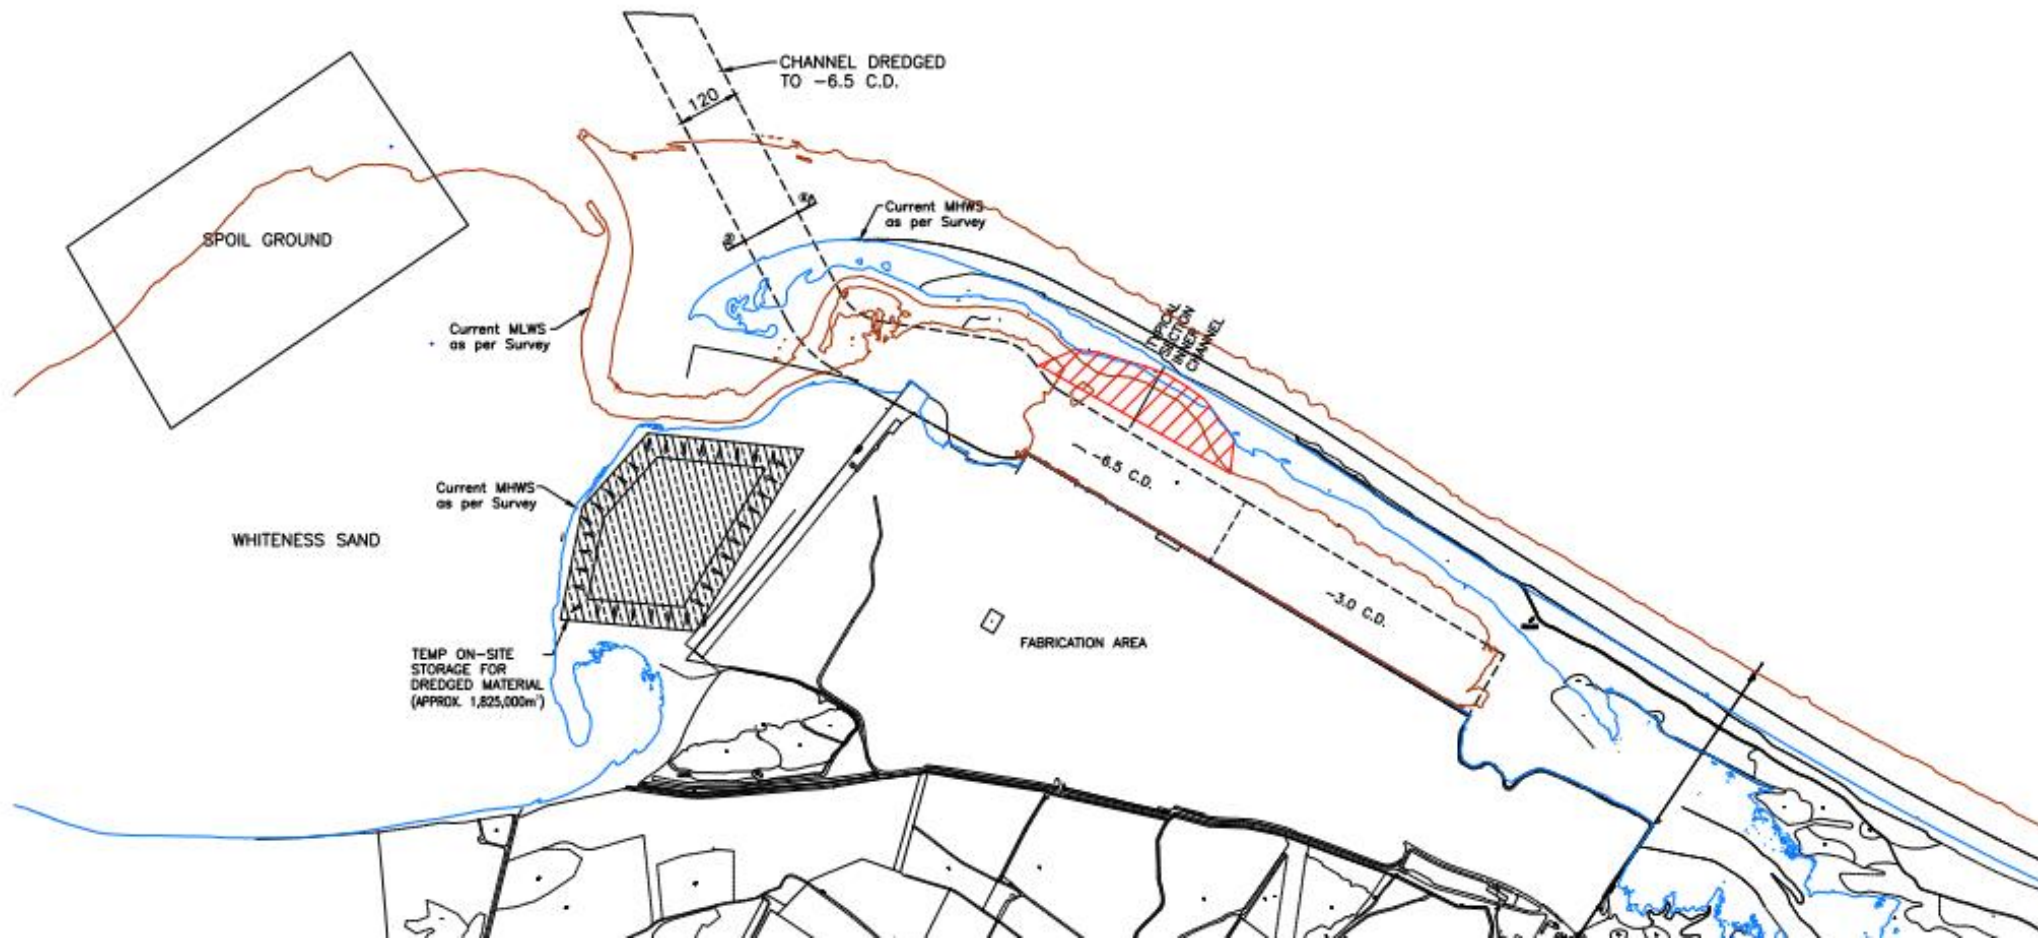 CHANNEL DREDGED
TO -6.5 C.D.
120
Current MHWS
as per Survey
SPOIL GROUND
TYPICAL
SECTION
INNER
CHANNEL
Current MLWS
as per Survey
-6.5 C.D.
Current MHWS
as per Survey
WHITENESS SAND
-3.0 C.D.
FABRICATION AREA
TEMP ON-SITE
STORAGE FOR
DREDGED MATERIAL
(APPROX. 1,825,000m³)